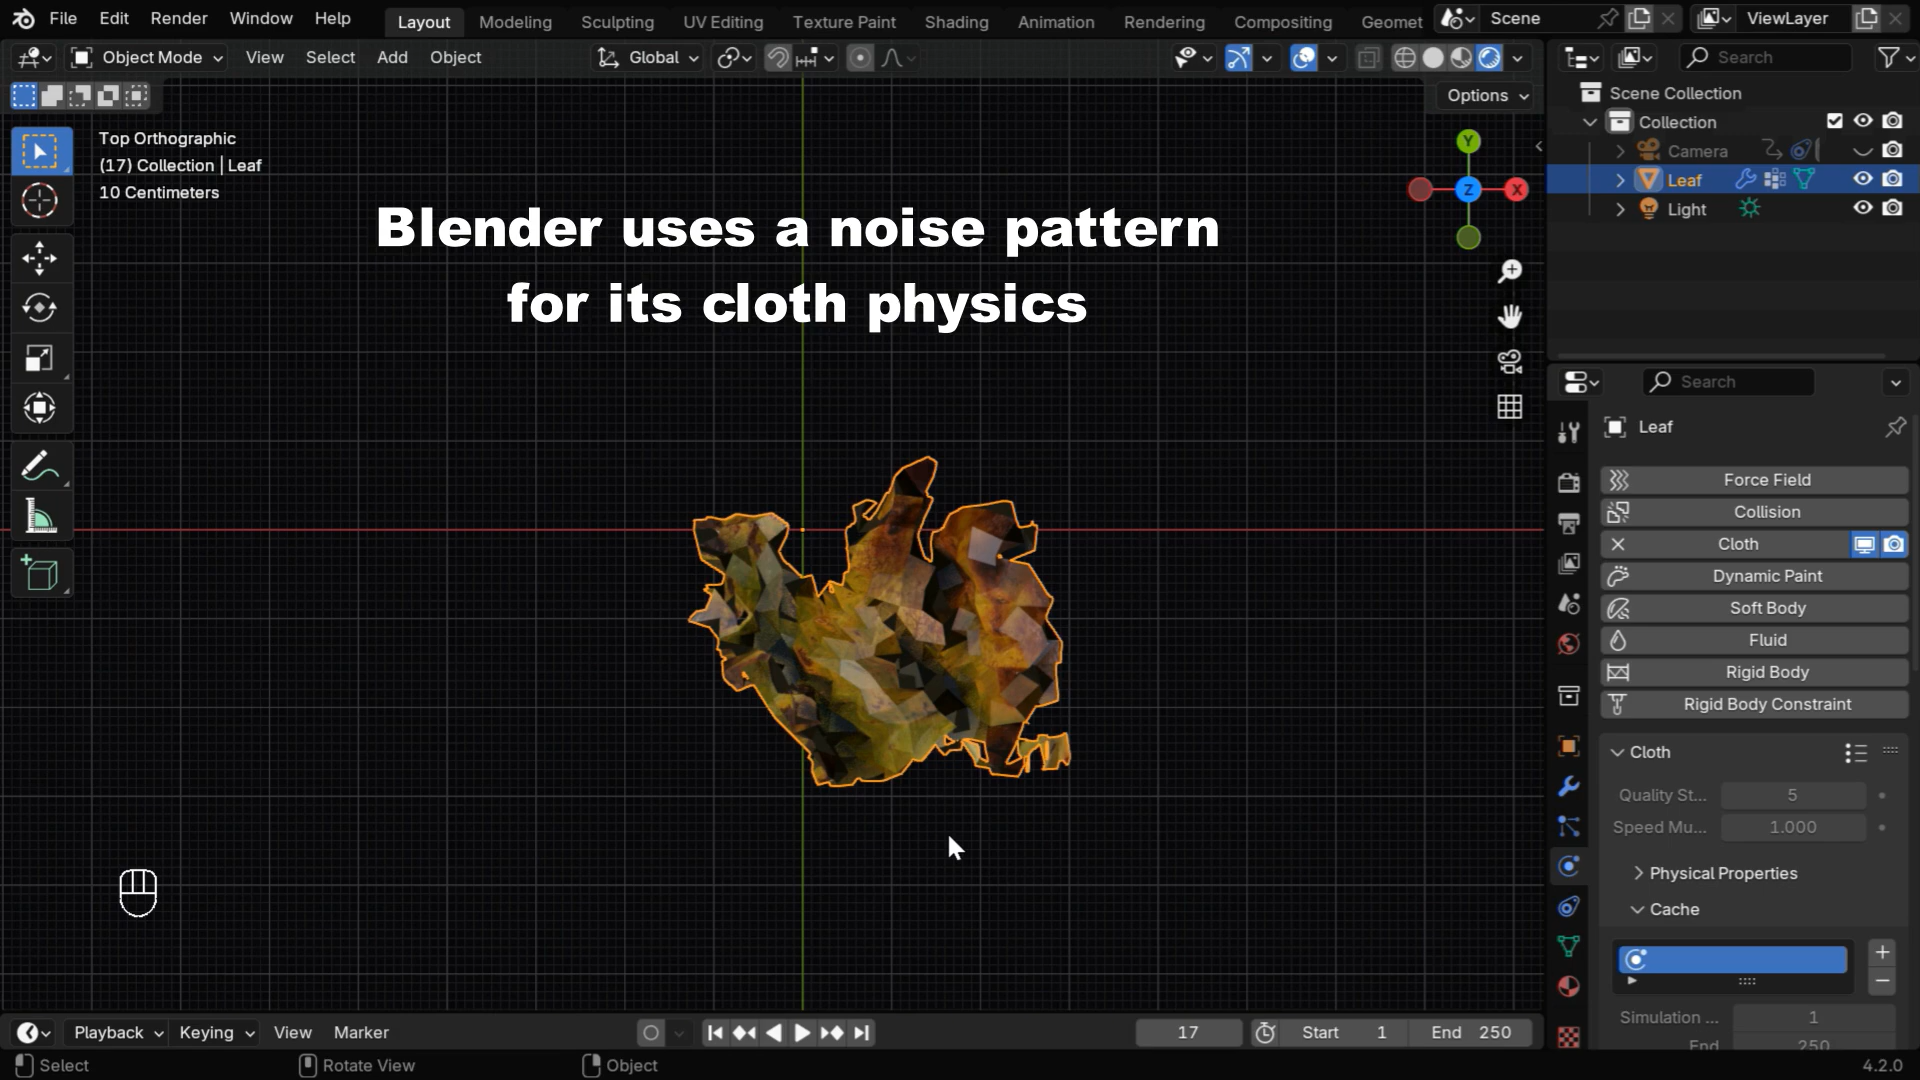 File Edit Render Window Help Layout Modeling Sculpting UV Editing Texture Paint Shading Animation Rendering Compositing Geomet Scene ViewLayer
Object Mode View Select Add Object Global Search
Options
Scene Collection
Collection
Camera
Leaf
Light
Top Orthographic
(17) Collection | Leaf
10 Centimeters
Y
Z
X
Blender uses a noise pattern
for its cloth physics
Search
Leaf
Force Field
Collision
Cloth
Dynamic Paint
Soft Body
Fluid
Rigid Body
Rigid Body Constraint
Cloth
Quality St... 5
Speed Mu... 1.000
Physical Properties
Cache
Simulation ... 1
End 250
Playback Keying View Marker 17 Start 1 End 250
Select Rotate View Object 4.2.0